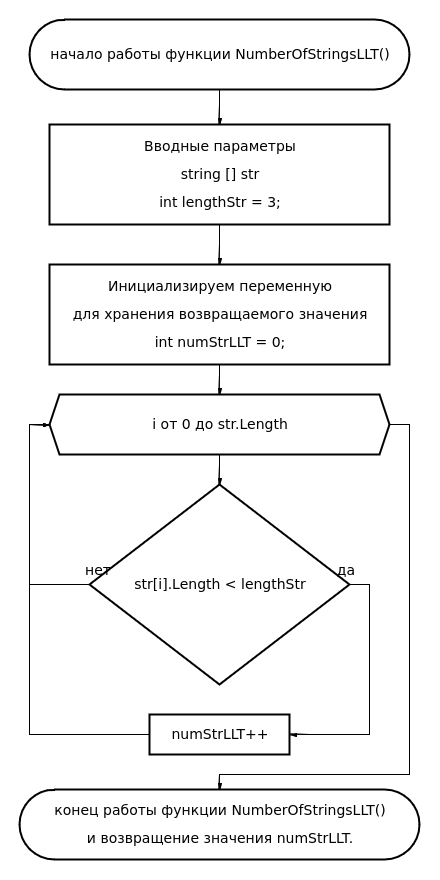 начало работы функции NumberOfStringsLLT()
Вводные параметры
string [] str
int lengthStr = 3;
Инициализируем переменную
для хранения возвращаемого значения
int numStrLLT = 0;
i от 0 до str.Length
нет
да
str[i].Length < lengthStr
numStrLLT++
конец работы функции NumberOfStringsLLT()
и возвращение значения numStrLLT.